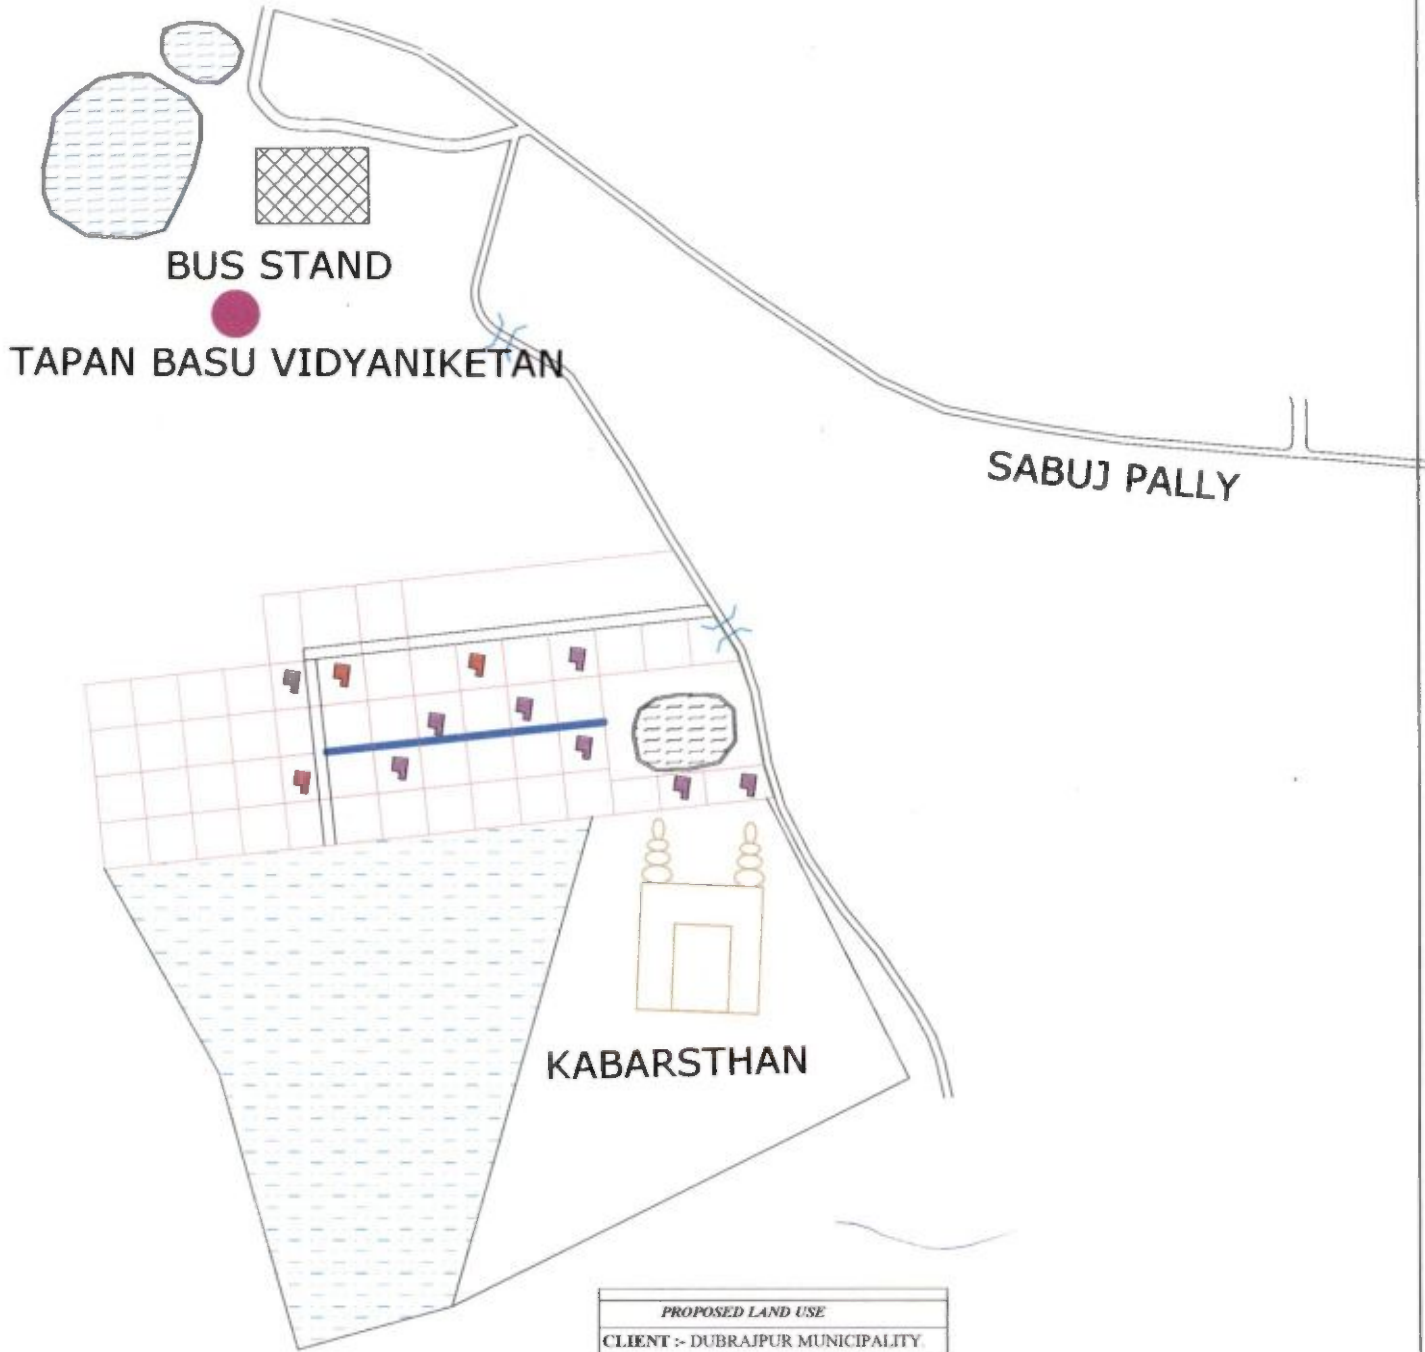 BUS STAND
TAPAN BASU VIDYANIKETAN
SABUJ PALLY
KABARSTHAN
PROPOSED LAND USE
CLIENT :- DUBRAJPUR MUNICIPALITY.